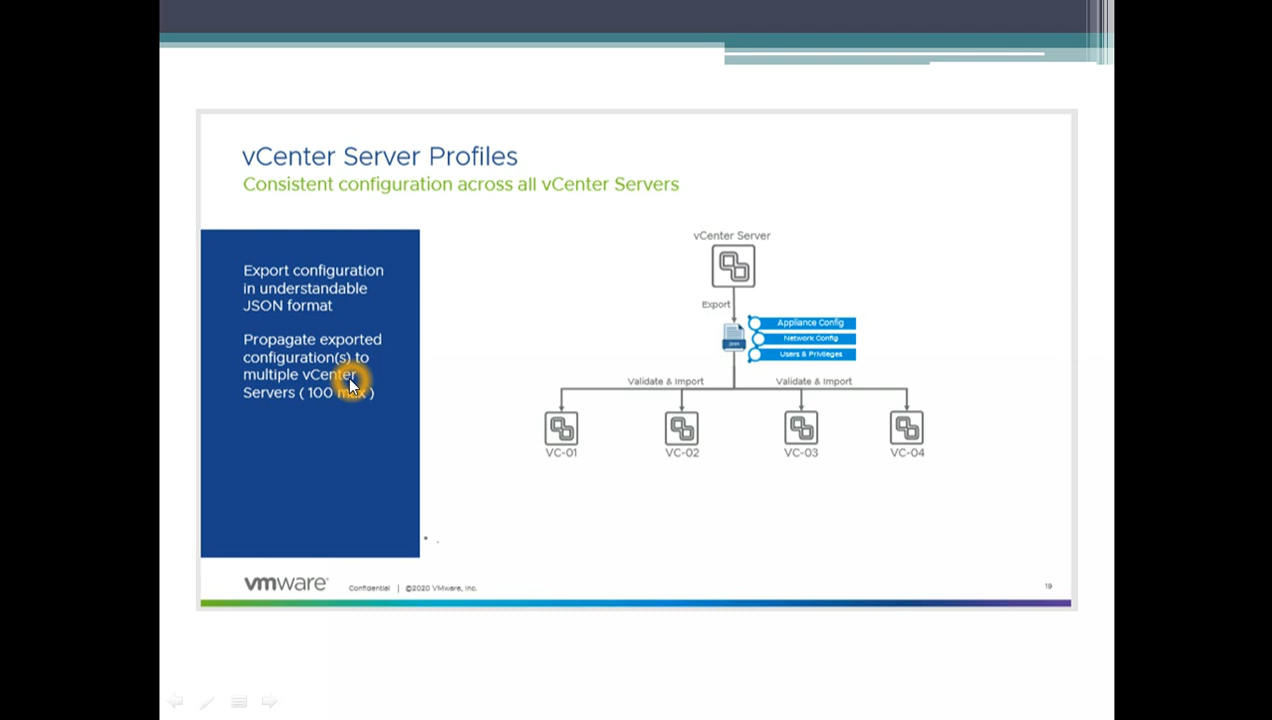 vCenter Server Profiles
Consistent configuration across all vCenter Servers
Export configuration
in understandable
JSON format
Propagate exported
configuration(s) to
multiple vCenter
Servers ( 100 max )
vCenter Server
Export
Appliance Config
Network Config
Users & Privileges
Validate & Import
Validate & Import
VC-01
VC-02
VC-03
VC-04
vmware
Confidential | ©2020 VMware, Inc.
19